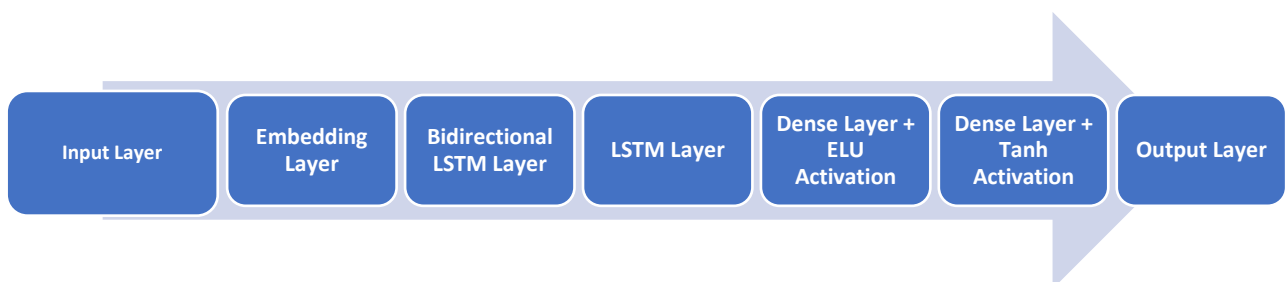 Input Layer
Embedding
Layer
Bidirectional
LSTM Layer
LSTM Layer
Dense Layer +
ELU
Activation
Dense Layer +
Tanh
Activation
Output Layer